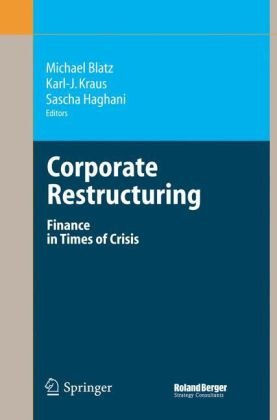 Michael Blatz
Karl-J. Kraus
Sascha Haghani
Editors
Corporate
Restructuring
Finance
in Times of Crisis
Springer
Roland Berger
Strategy Consultants